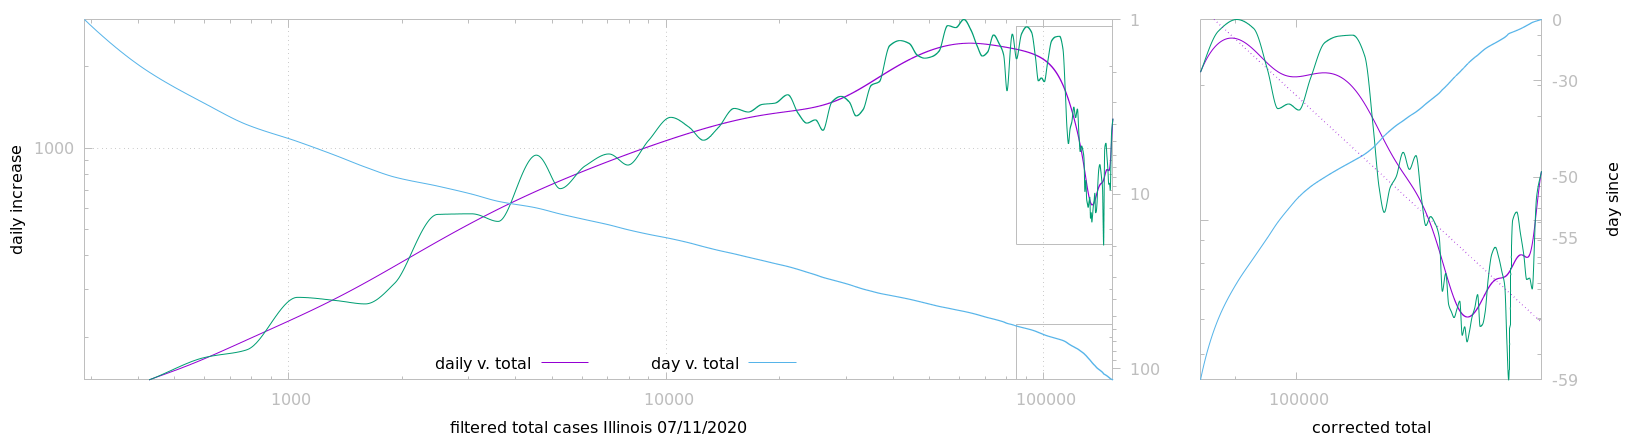 1
0
-30
1000
daily increase
10
-50
day since
-55
daily v. total
day v. total
100
-59
1000
10000
100000
100000
filtered total cases Illinois 07/11/2020
corrected total